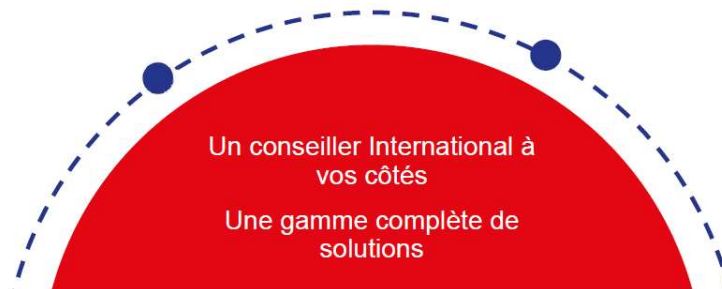 Un conseiller International à
vos côtés
Une gamme complète de
solutions